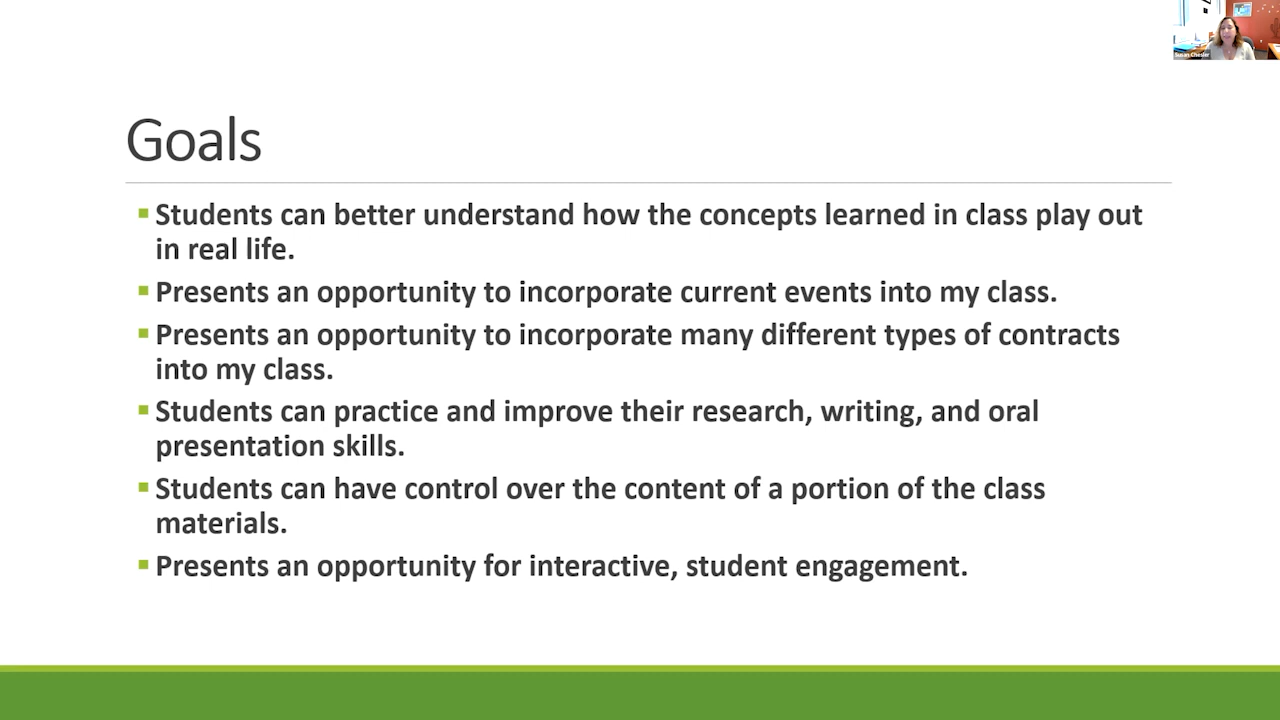 Susan Chesler
Goals
Students can better understand how the concepts learned in class play out
in real life.
Presents an opportunity to incorporate current events into my class.
Presents an opportunity to incorporate many different types of contracts
into my class.
Students can practice and improve their research, writing, and oral
presentation skills.
Students can have control over the content of a portion of the class
materials.
Presents an opportunity for interactive, student engagement.